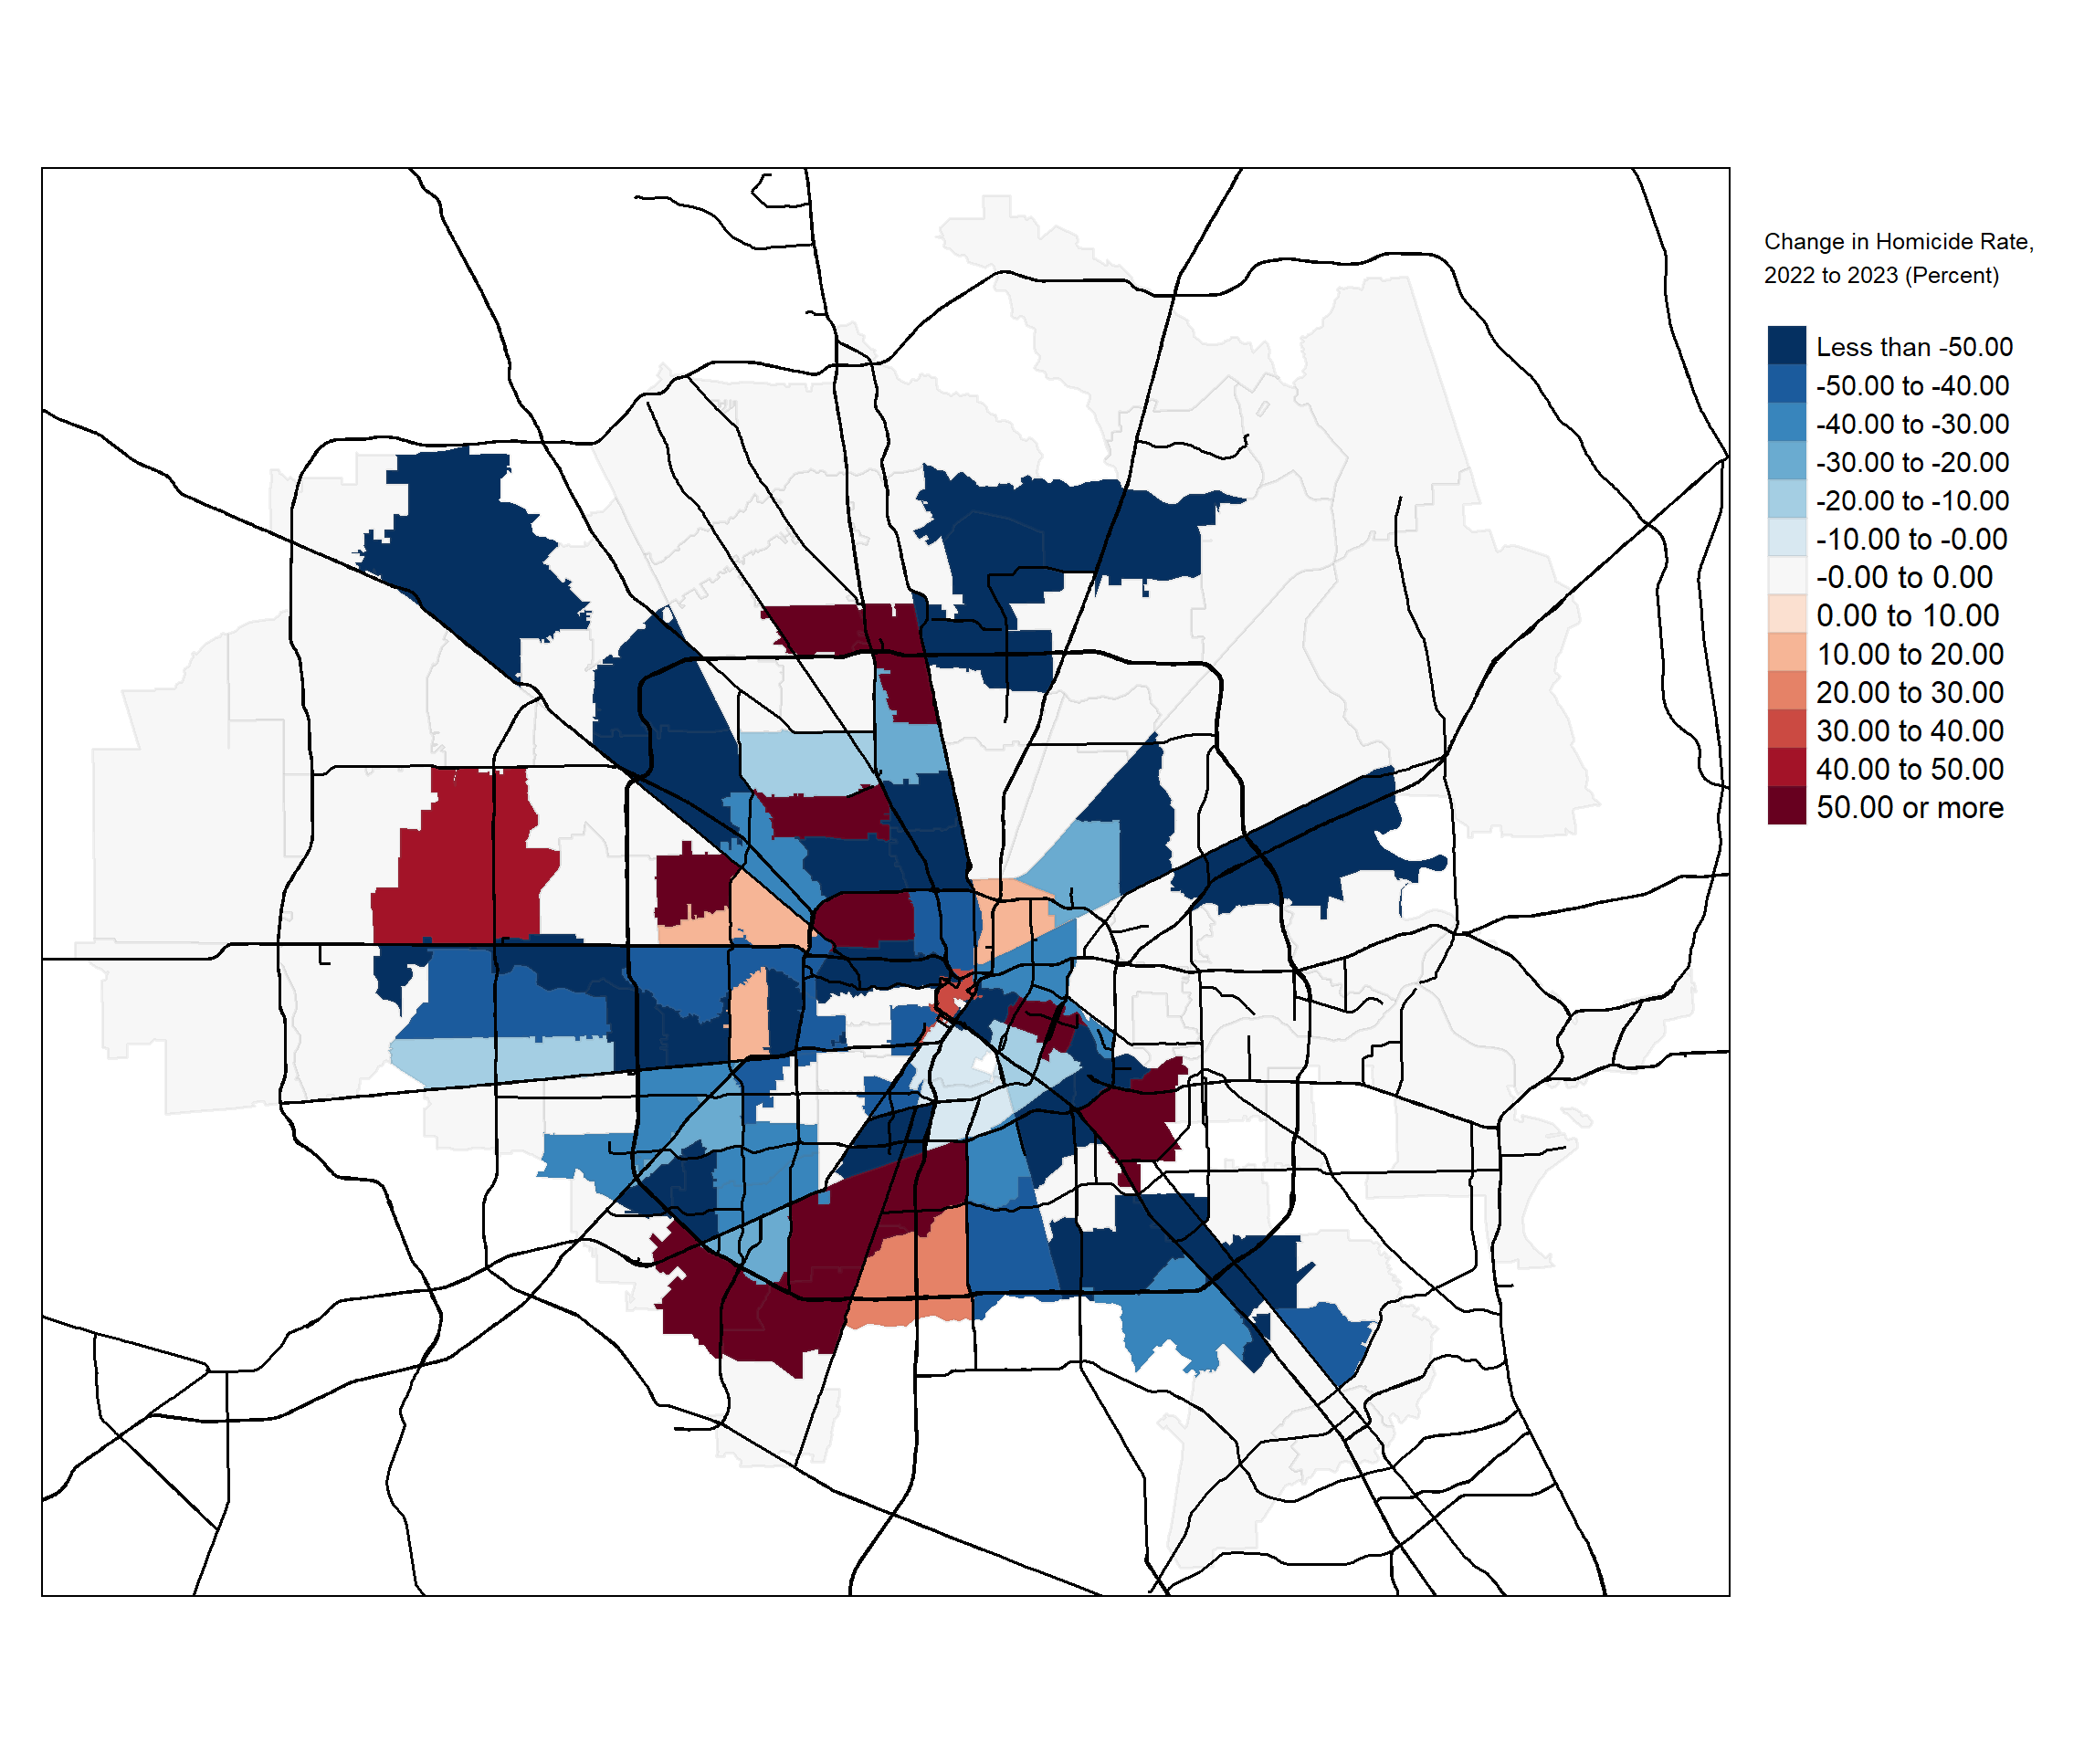 Change in Homicide Rate,
2022 to 2023 (Percent)
Less than -50.00
-50.00 to -40.00
-40.00 to -30.00
-30.00 to -20.00
-20.00 to -10.00
-10.00 to -0.00
-0.00 to 0.00
0.00 to 10.00
10.00 to 20.00
20.00 to 30.00
30.00 to 40.00
40.00 to 50.00
50.00 or more